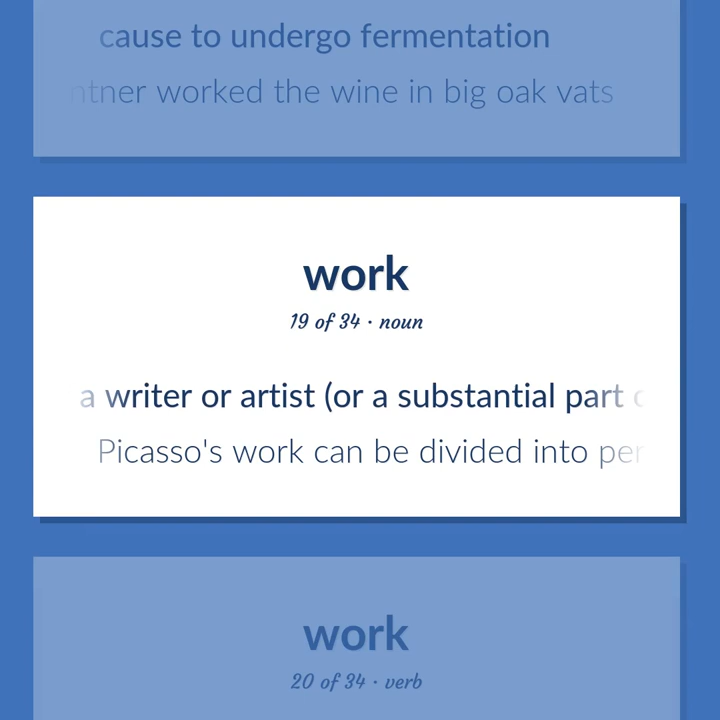 cause to undergo fermentation
worked the wine in big oak vats
work
19 of 34 · noun
a writer or artist (or a substantial part
Picasso's work can be divided into
work
20 of 34 · verb